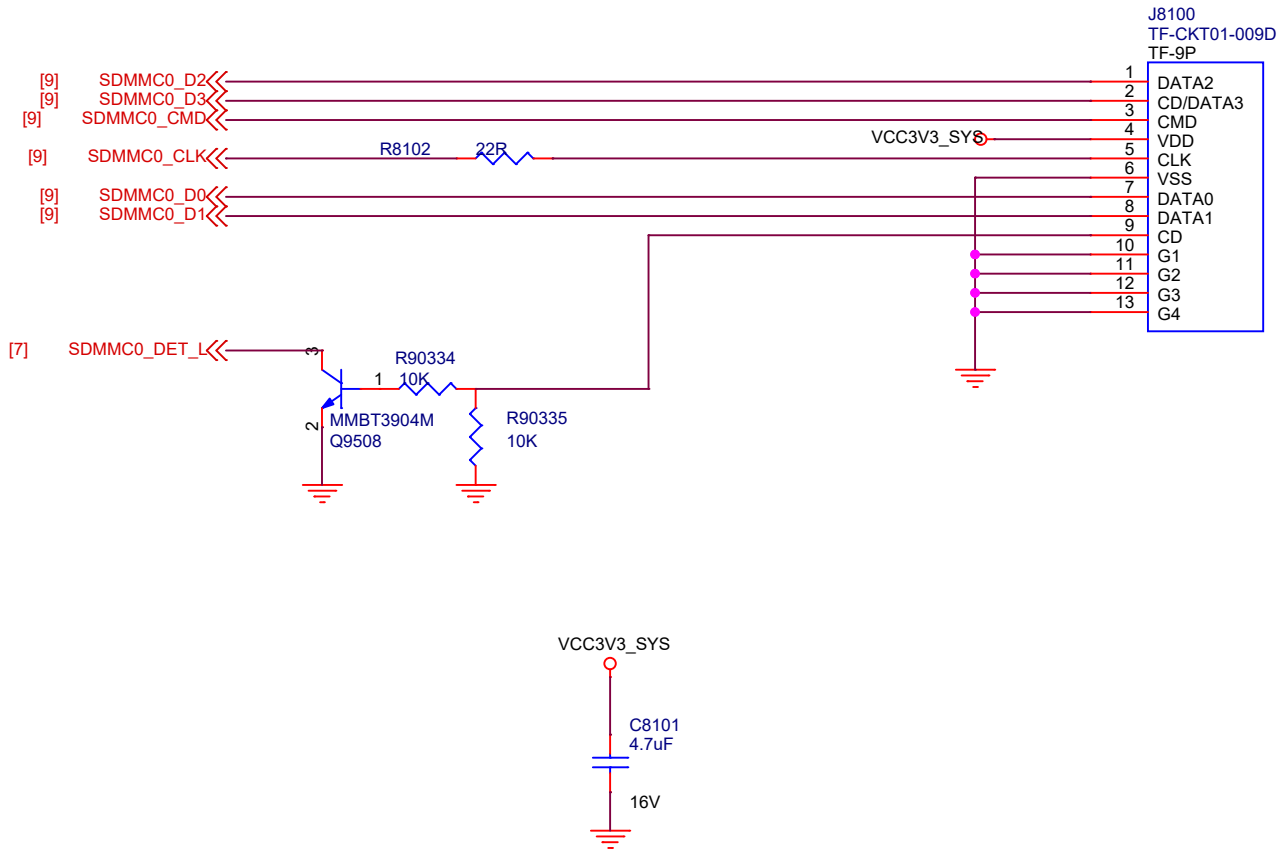 J8100
TF-CKT01-009D
TF-9P
[9] SDMMC0_D2 1 DATA2
[9] SDMMC0_D3 2 CD/DATA3
[9] SDMMC0_CMD 3 CMD
VCC3V3_SYS 4 VDD
[9] SDMMC0_CLK R8102 22R 5 CLK
6 VSS
[9] SDMMC0_D0 7 DATA0
[9] SDMMC0_D1 8 DATA1
9 CD
10 G1
11 G2
12 G3
13 G4
[7] SDMMC0_DET_L 3
R90334
1 10K
2 MMBT3904M
Q9508
R90335
10K
VCC3V3_SYS
C8101
4.7uF
16V